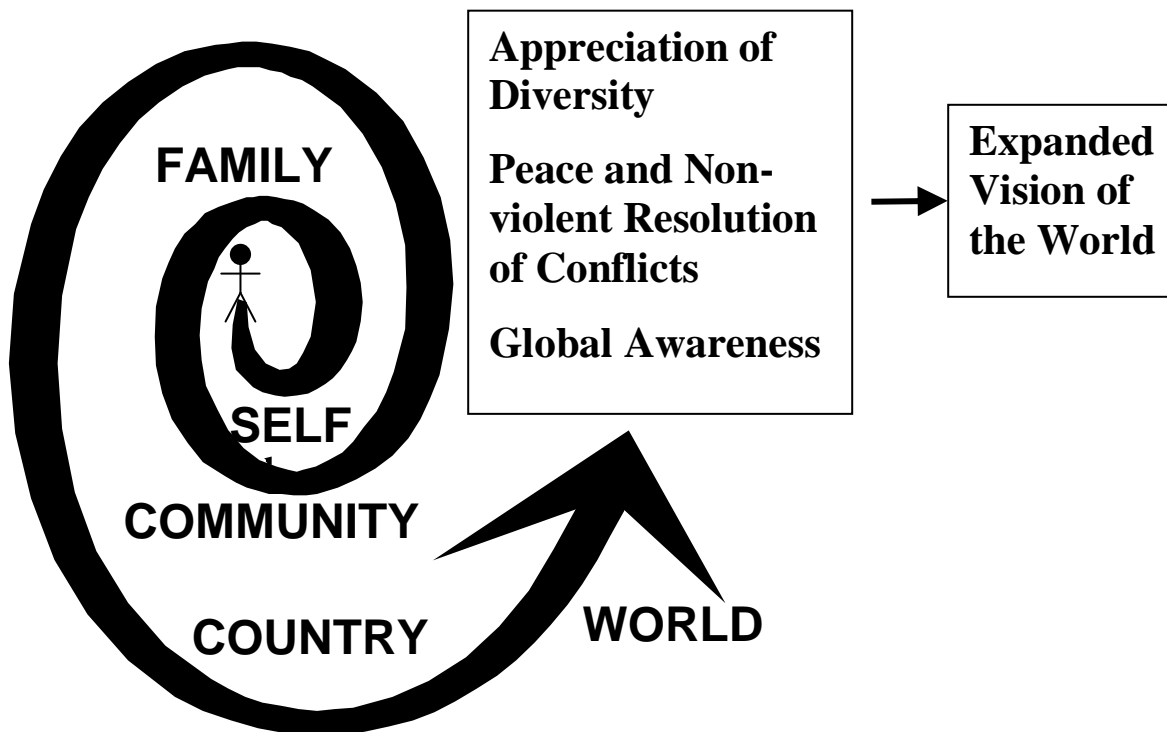 FAMILY
SELF
COMMUNITY
COUNTRY
WORLD
Appreciation of
Diversity
Peace and Non-
violent Resolution
of Conflicts
Global Awareness
Expanded
Vision of
the World